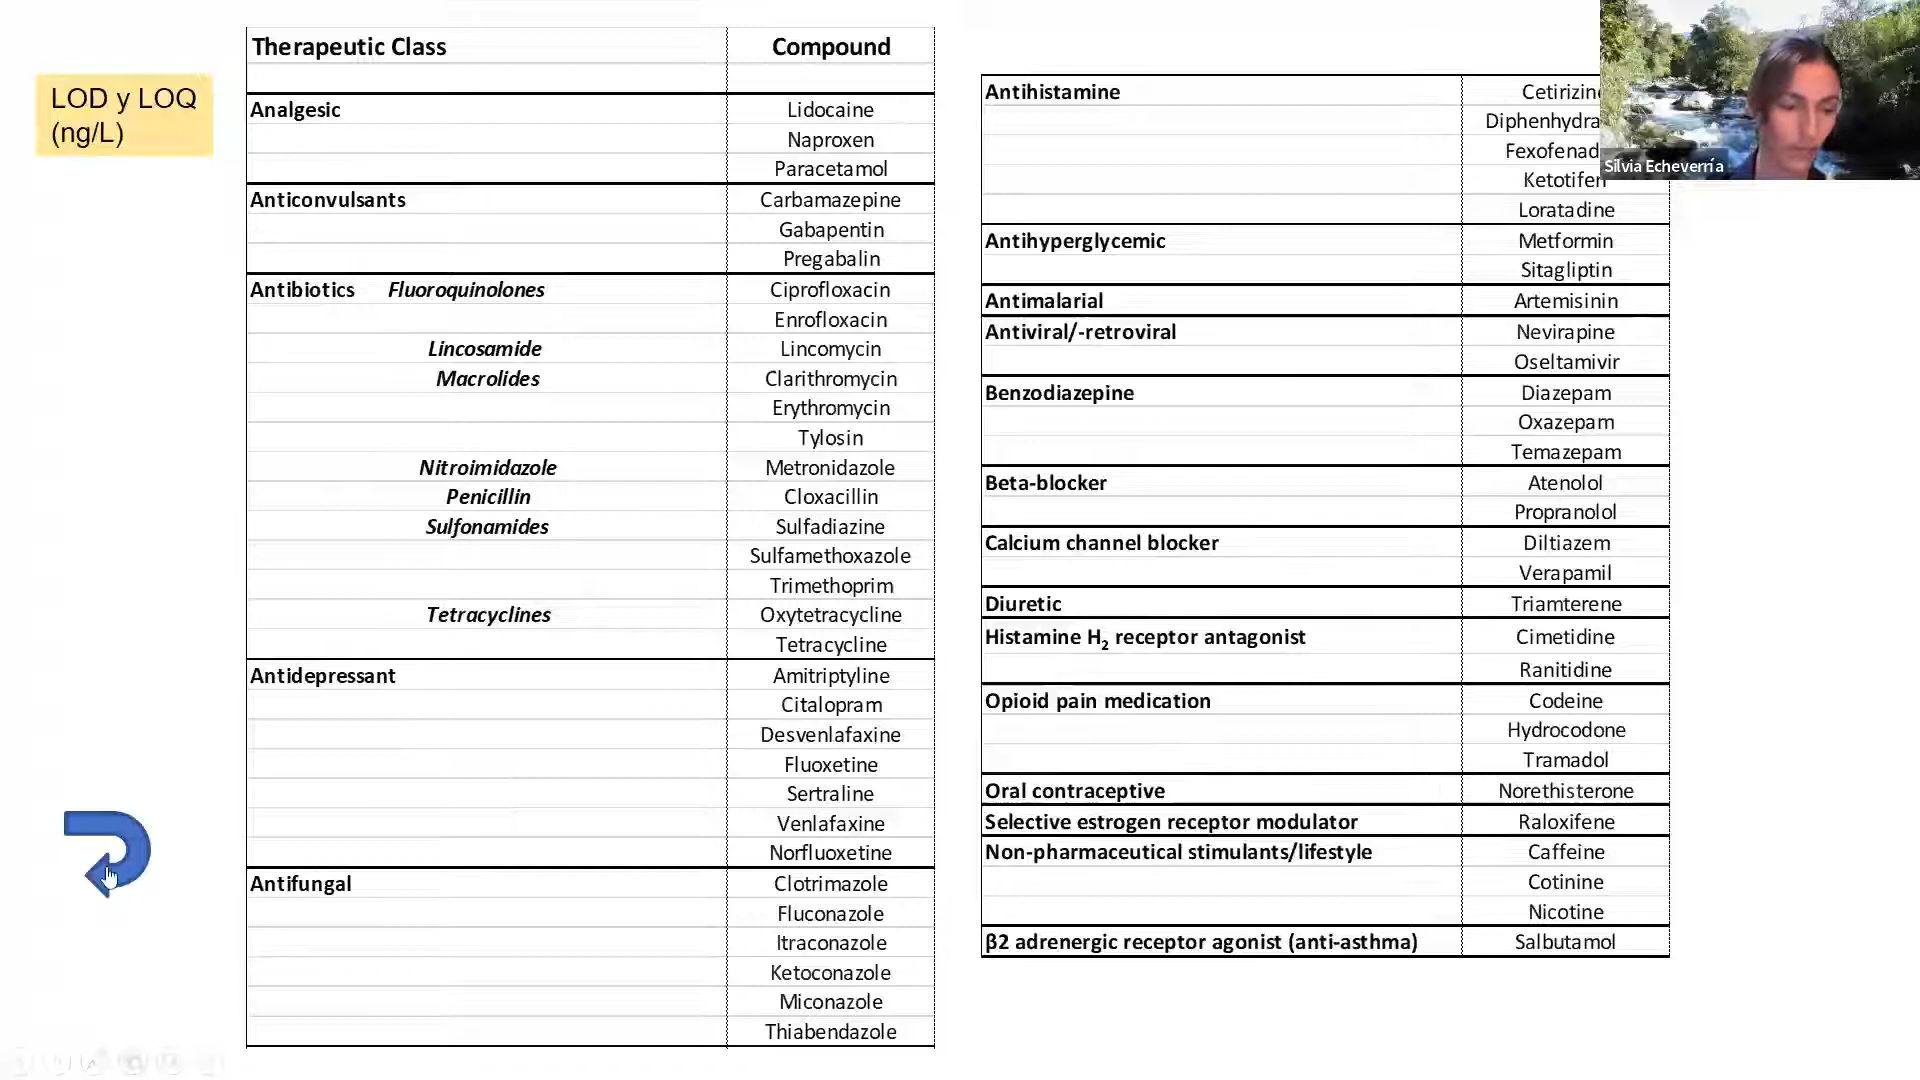 LOD y LOQ
(ng/L)
Therapeutic Class Compound
Analgesic Lidocaine
Naproxen
Paracetamol
Anticonvulsants Carbamazepine
Gabapentin
Pregabalin
Antibiotics Fluoroquinolones Ciprofloxacin
Enrofloxacin
Lincosamide Lincomycin
Macrolides Clarithromycin
Erythromycin
Tylosin
Nitroimidazole Metronidazole
Penicillin Cloxacillin
Sulfonamides Sulfadiazine
Sulfamethoxazole
Trimethoprim
Tetracyclines Oxytetracycline
Tetracycline
Antidepressant Amitriptyline
Citalopram
Desvenlafaxine
Fluoxetine
Sertraline
Venlafaxine
Norfluoxetine
Antifungal Clotrimazole
Fluconazole
Itraconazole
Ketoconazole
Miconazole
Thiabendazole
Antihistamine Cetirizin
Diphenhydra
Fexofenad
Ketotifen
Loratadine
Antihyperglycemic Metformin
Sitagliptin
Antimalarial Artemisinin
Antiviral/-retroviral Nevirapine
Oseltamivir
Benzodiazepine Diazepam
Oxazepam
Temazepam
Beta-blocker Atenolol
Propranolol
Calcium channel blocker Diltiazem
Verapamil
Diuretic Triamterene
Histamine H2 receptor antagonist Cimetidine
Ranitidine
Opioid pain medication Codeine
Hydrocodone
Tramadol
Oral contraceptive Norethisterone
Selective estrogen receptor modulator Raloxifene
Non-pharmaceutical stimulants/lifestyle Caffeine
Cotinine
Nicotine
β2 adrenergic receptor agonist (anti-asthma) Salbutamol
Silvia Echeverría